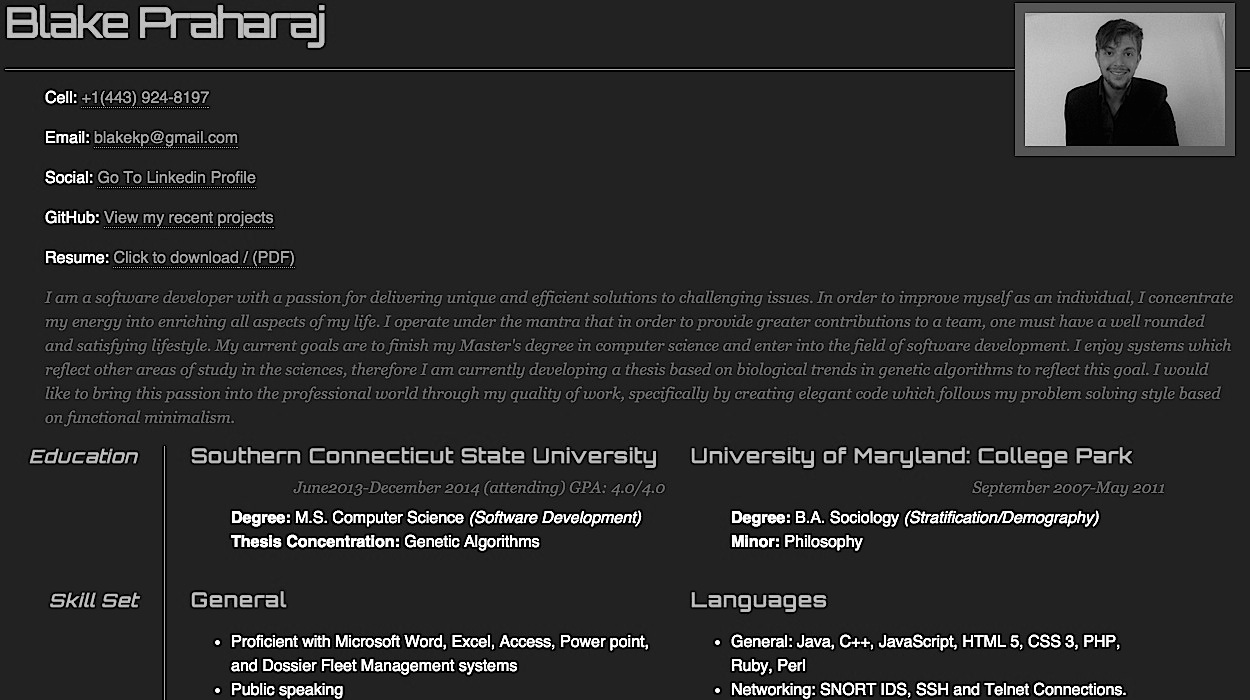 Blake Praharaj
Cell: +1(443) 924-8197
Email: blakekp@gmail.com
Social: Go To Linkedin Profile
GitHub: View my recent projects
Resume: Click to download / (PDF)
I am a software developer with a passion for delivering unique and efficient solutions to challenging issues. In order to improve myself as an individual, I concentrate
my energy into enriching all aspects of my life. I operate under the mantra that in order to provide greater contributions to a team, one must have a well rounded
and satisfying lifestyle. My current goals are to finish my Master's degree in computer science and enter into the field of software development. I enjoy systems which
reflect other areas of study in the sciences, therefore I am currently developing a thesis based on biological trends in genetic algorithms to reflect this goal. I would
like to bring this passion into the professional world through my quality of work, specifically by creating elegant code which follows my problem solving style based
on functional minimalism.
Education
Southern Connecticut State University
June2013-December 2014 (attending) GPA: 4.0/4.0
Degree: M.S. Computer Science (Software Development)
Thesis Concentration: Genetic Algorithms
University of Maryland: College Park
September 2007-May 2011
Degree: B.A. Sociology (Stratification/Demography)
Minor: Philosophy
Skill Set
General
• Proficient with Microsoft Word, Excel, Access, Power point,
and Dossier Fleet Management systems
• Public speaking
Languages
• General: Java, C++, JavaScript, HTML 5, CSS 3, PHP,
Ruby, Perl
• Networking: SNORT IDS, SSH and Telnet Connections.